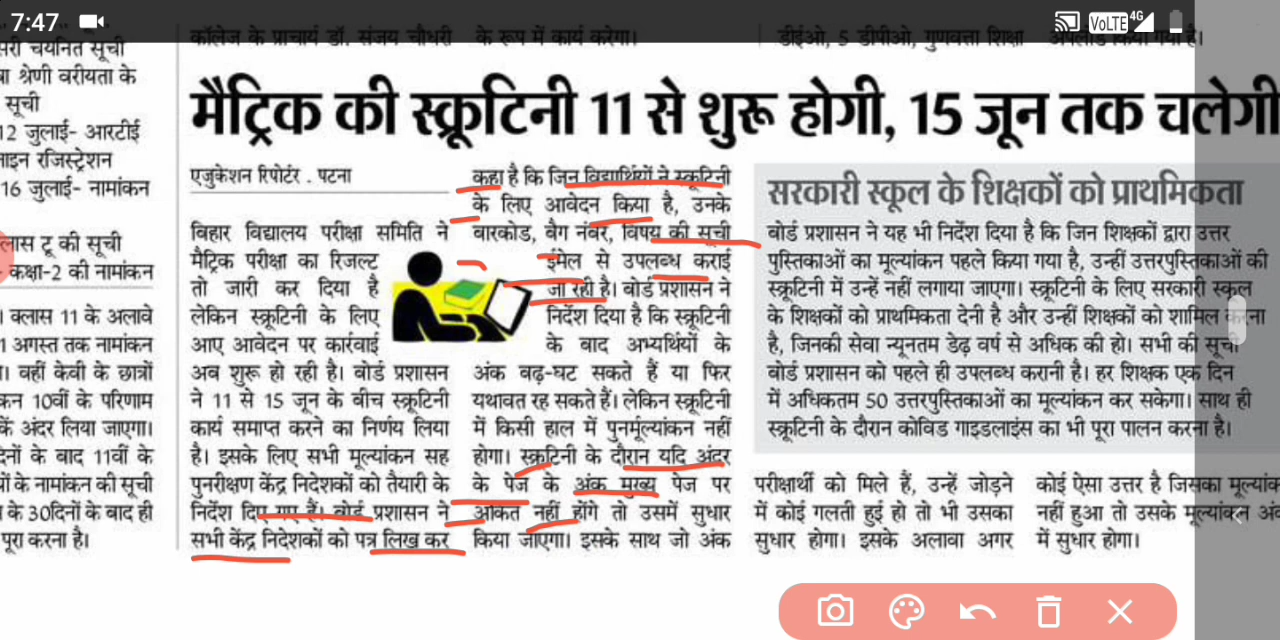 7:47
VoLTE 4G
सरी चयनित सूची
श्रेणी वरीयता के
सूची
12 जुलाई- आरटीई
रजिस्ट्रेशन
16 जुलाई- नामांकन
क्लास टू की सूची
कक्षा-2 की नामांकन
। क्लास 11 के अलावे
अगस्त तक नामांकन
। वहीं केवी के छात्रों
10वीं के परिणाम
अंदर लिया जाएगा।
के बाद 11वीं के
के नामांकन की सूची
के 30दिनों के बाद ही
पूरा करना है।
कॉलेज के प्राचार्य डॉ. संजय चौधरी
के रूप में कार्य करेगा।
डीईओ, 5 डीपीओ, गुणवत्ता शिक्षा
अपलोड किया गया है।
मैट्रिक की स्क्रूटिनी 11 से शुरू होगी, 15 जून तक चलेगी
एजुकेशन रिपोर्टर . पटना
बिहार विद्यालय परीक्षा समिति ने
मैट्रिक परीक्षा का रिजल्ट
तो जारी कर दिया है
लेकिन स्क्रूटिनी के लिए
आए आवेदन पर कार्रवाई
अब शुरू हो रही है। बोर्ड प्रशासन
ने 11 से 15 जून के बीच स्क्रूटिनी
कार्य समाप्त करने का निर्णय लिया
है। इसके लिए सभी मूल्यांकन सह
पुनरीक्षण केंद्र निदेशकों को तैयारी के
निर्देश दिए गए हैं। बोर्ड प्रशासन ने
सभी केंद्र निदेशकों को पत्र लिख कर
कहा है कि जिन विद्यार्थियों ने स्क्रूटिनी
के लिए आवेदन किया है, उनके
बारकोड, बैग नंबर, विषय की सूची
ईमेल से उपलब्ध कराई
जा रही है। बोर्ड प्रशासन ने
निर्देश दिया है कि स्क्रूटिनी
के बाद अभ्यर्थियों के
अंक बढ़-घट सकते हैं या फिर
यथावत रह सकते हैं। लेकिन स्क्रूटिनी
में किसी हाल में पुनर्मूल्यांकन नहीं
होगा। स्क्रूटिनी के दौरान यदि अंदर
के पेज के अंक मुख्य पेज पर
अंकित नहीं होंगे तो उसमें सुधार
किया जाएगा। इसके साथ जो अंक
सरकारी स्कूल के शिक्षकों को प्राथमिकता
बोर्ड प्रशासन ने यह भी निर्देश दिया है कि जिन शिक्षकों द्वारा उत्तर
पुस्तिकाओं का मूल्यांकन पहले किया गया है, उन्हीं उत्तरपुस्तिकाओं की
स्क्रूटिनी में उन्हें नहीं लगाया जाएगा। स्क्रूटिनी के लिए सरकारी स्कूल
के शिक्षकों को प्राथमिकता देनी है और उन्हीं शिक्षकों को शामिल करना
है, जिनकी सेवा न्यूनतम डेढ़ वर्ष से अधिक की हो। सभी की सूची
बोर्ड प्रशासन को पहले ही उपलब्ध करानी है। हर शिक्षक एक दिन
में अधिकतम 50 उत्तरपुस्तिकाओं का मूल्यांकन कर सकेगा। साथ ही
स्क्रूटिनी के दौरान कोविड गाइडलाइंस का भी पूरा पालन करना है।
परीक्षार्थी को मिले हैं, उन्हें जोड़ने
में कोई गलती हुई हो तो भी उसका
सुधार होगा। इसके अलावा अगर
कोई ऐसा उत्तर है जिसका मूल्यांक
नहीं हुआ तो उसके मूल्यांकन अंक
में सुधार होगा।